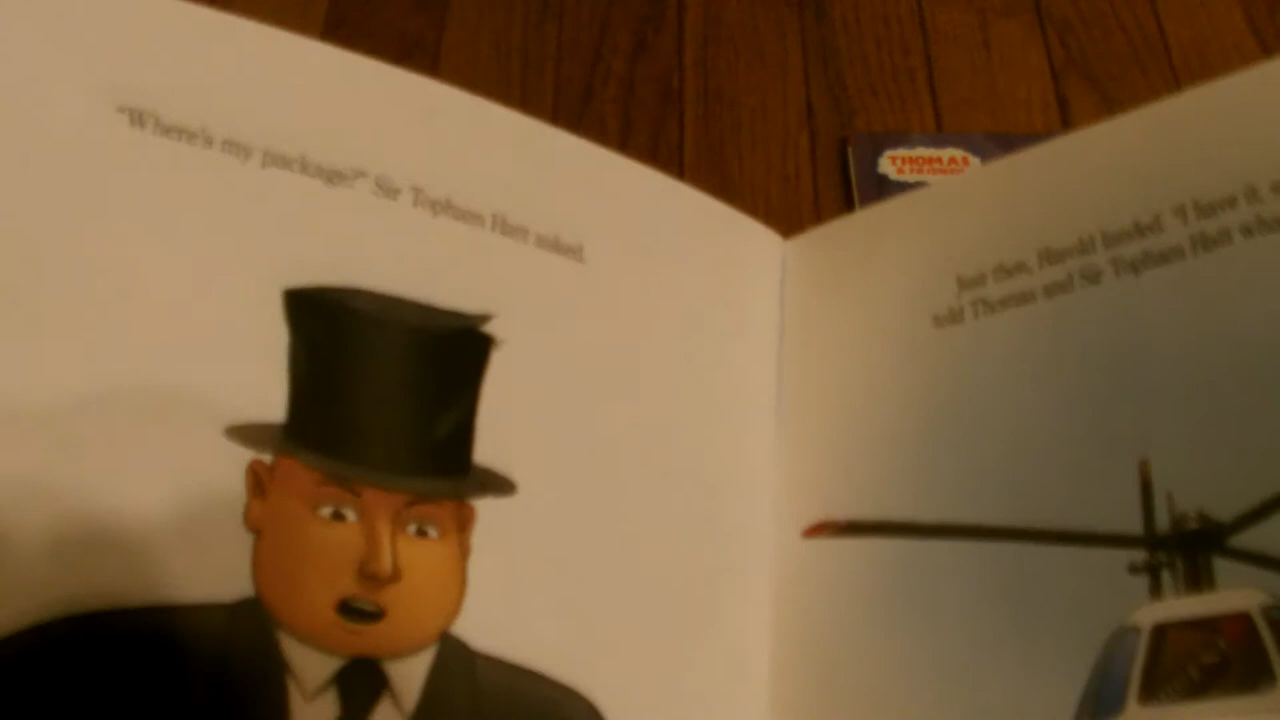 "Where's my package?" Sir Topham Hatt asked.
THOMAS
& FRIENDS
Just then, Harold landed. "I have it,
told Thomas and Sir Topham Hatt